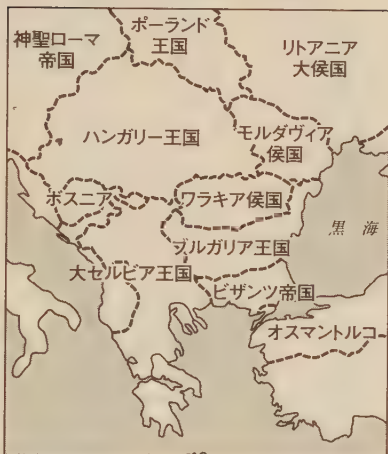 神聖ローマ
帝国
ポーランド
王国
リトアニア
大侯国
ハンガリー王国
モルダヴィア
侯国
ボスニア
ワラキア侯国
黒海
ブルガリア王国
大セルビア王国
ビザンツ帝国
オスマントルコ